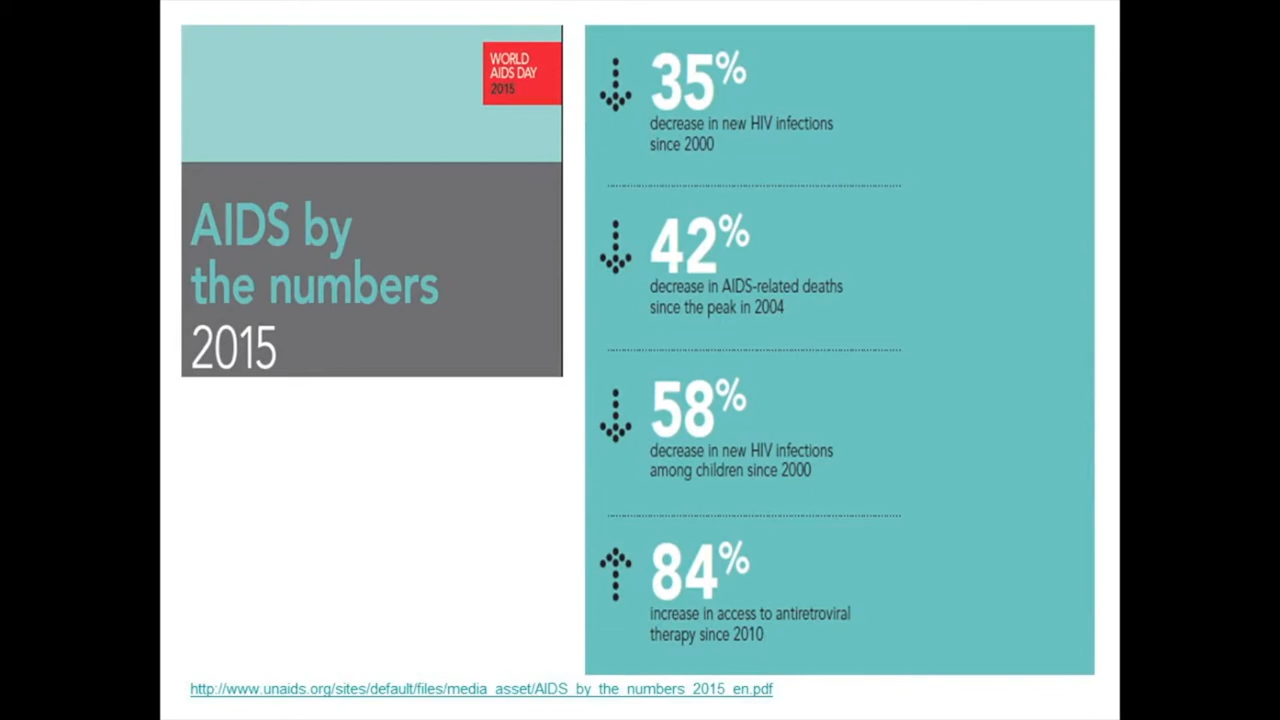 WORLD
AIDS DAY
2015
AIDS by
the numbers
2015
35%
decrease in new HIV infections
since 2000
42%
decrease in AIDS-related deaths
since the peak in 2004
58%
decrease in new HIV infections
among children since 2000
84%
increase in access to antiretroviral
therapy since 2010
http://www.unaids.org/sites/default/files/media_asset/AIDS_by_the_numbers_2015_en.pdf